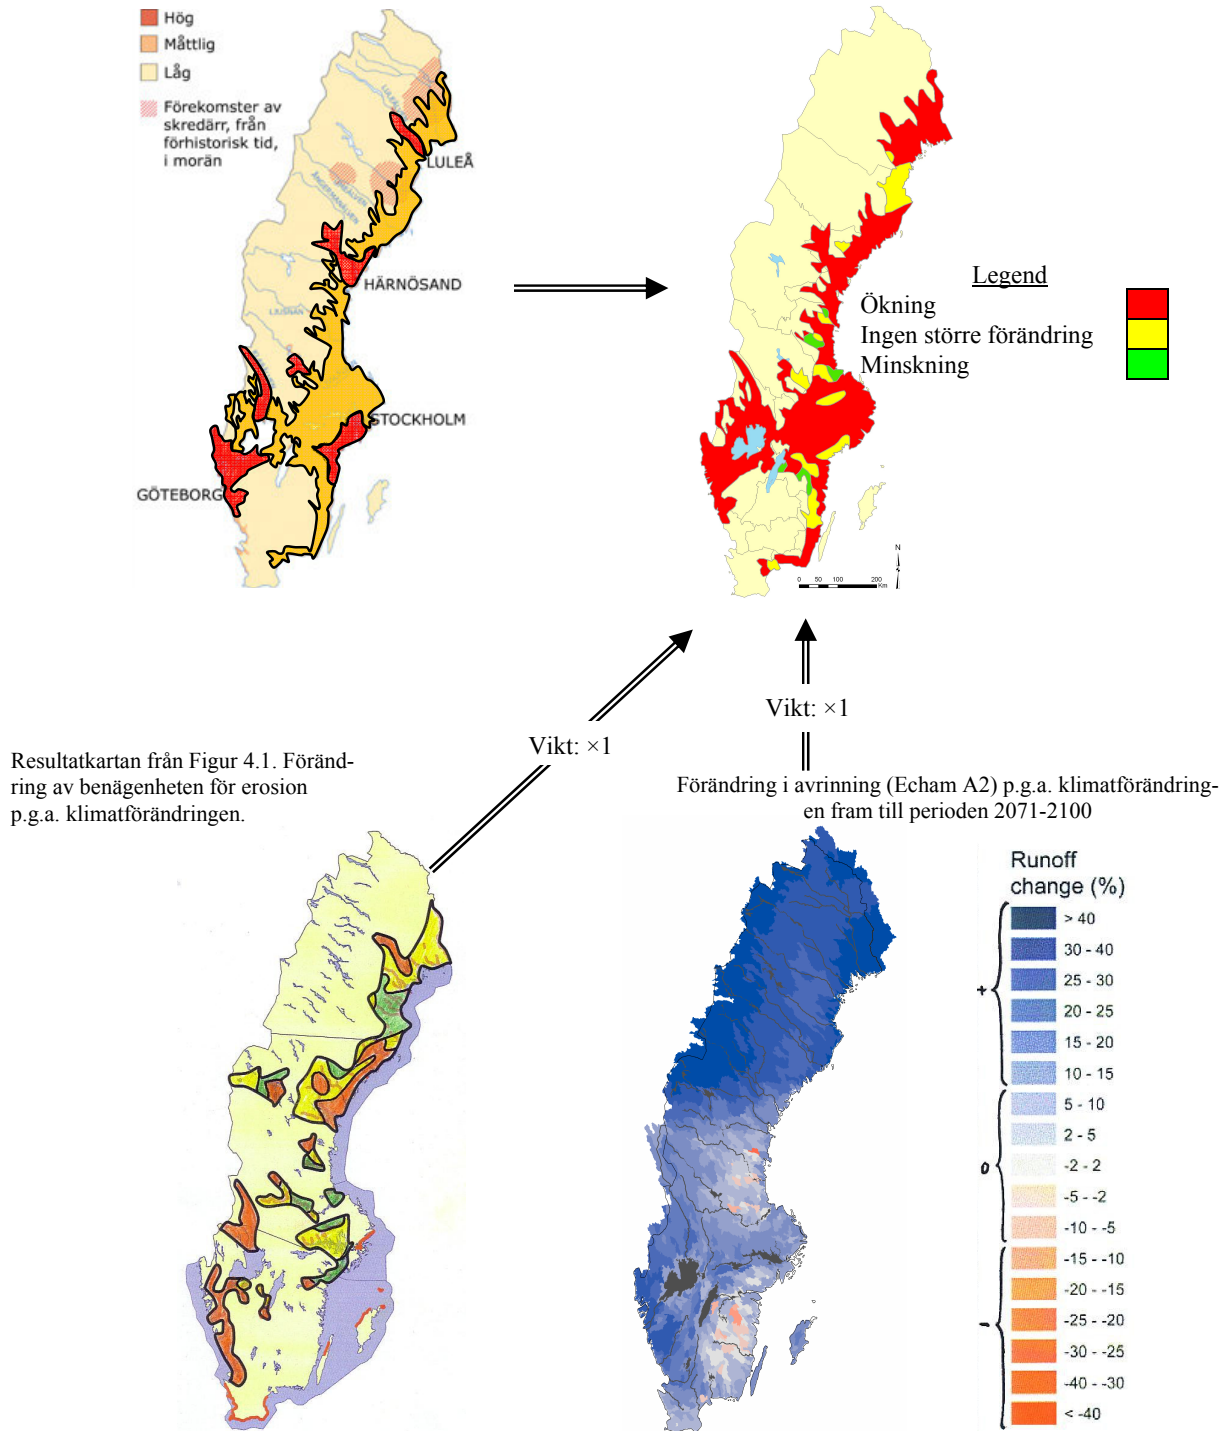 Hög
Måttlig
Låg
Förekomster av
skredärr, från
förhistorisk tid,
i morän
LULEÄ
LULEÅ
UMEÄLVEN
ÅNGERMANÄLVEN
HÄRNÖSAND
LJUSNAN
STOCKHOLM
GÖTEBORG
Legend
Ökning
Ingen större förändring
Minskning
N
0 50 100 200
Km
Vikt: ×1
Vikt: ×1
Resultatkartan från Figur 4.1. Föränd-
ring av benägenheten för erosion
p.g.a. klimatförändringen.
Förändring i avrinning (Echam A2) p.g.a. klimatförändring-
en fram till perioden 2071-2100
Runoff
change (%)
> 40
30 - 40
25 - 30
20 - 25
15 - 20
10 - 15
5 - 10
2 - 5
-2 - 2
-5 - -2
-10 - -5
-15 - -10
-20 - -15
-25 - -20
-30 - -25
-40 - -30
< -40
+
0
-